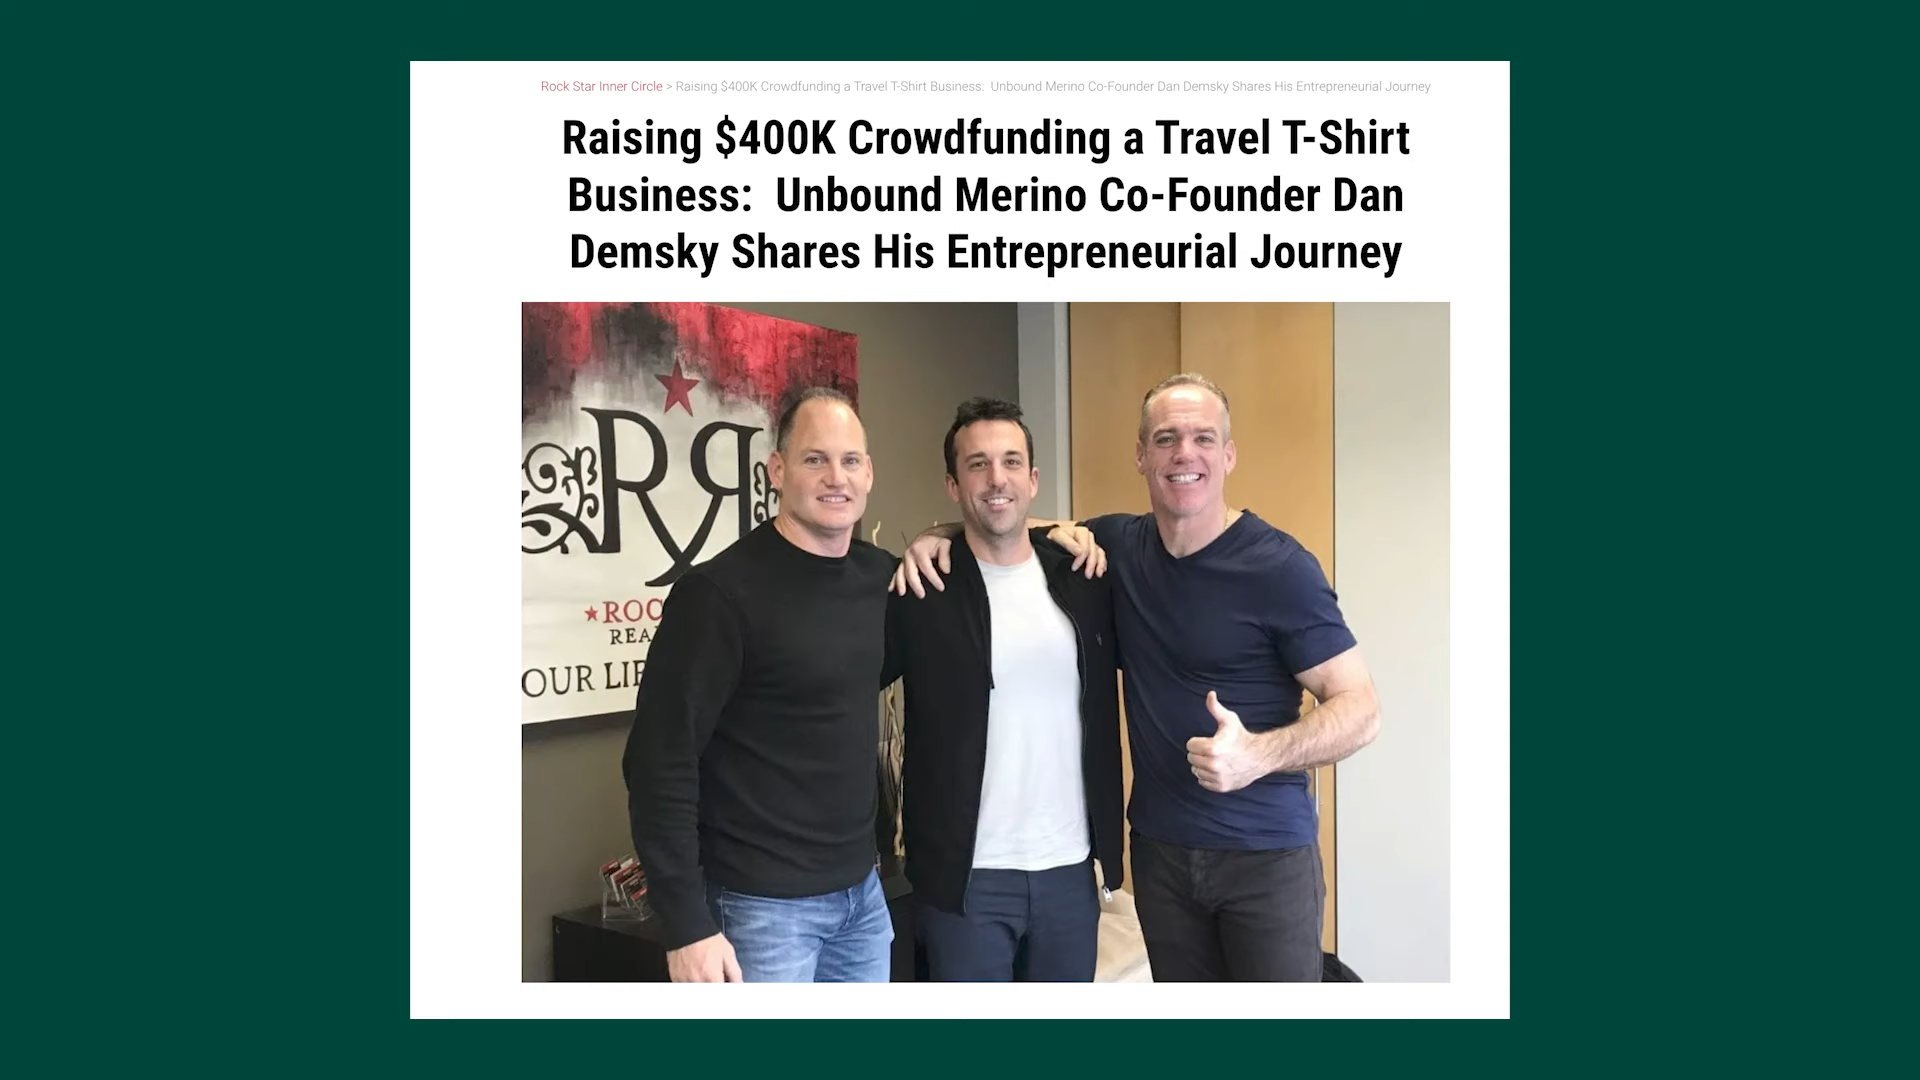 Rock Star Inner Circle > Raising $400K Crowdfunding a Travel T-Shirt Business:  Unbound Merino Co-Founder Dan Demsky Shares His Entrepreneurial Journey
Raising $400K Crowdfunding a Travel T-Shirt
Business:  Unbound Merino Co-Founder Dan
Demsky Shares His Entrepreneurial Journey
RR
ROC
REA
OUR LIF